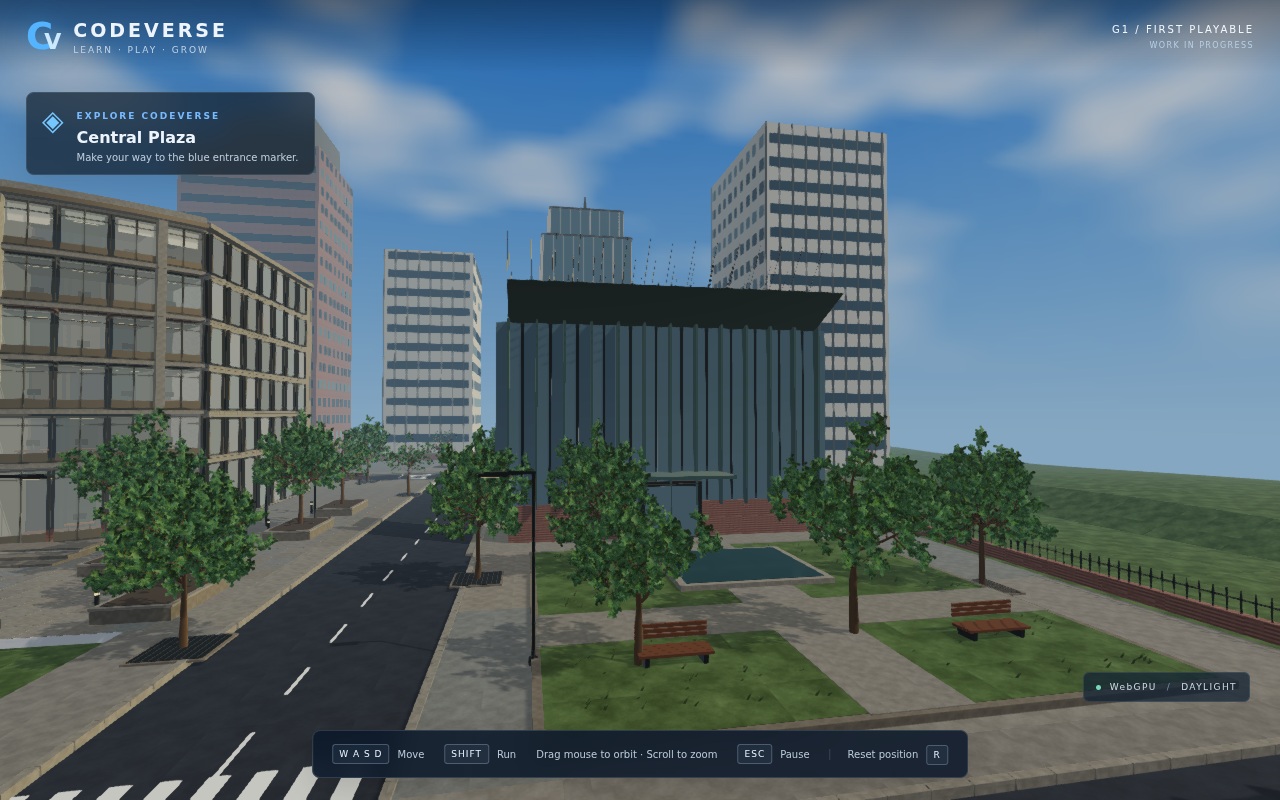 CODEVERSE
LEARN · PLAY · GROW
G1 / FIRST PLAYABLE
WORK IN PROGRESS
EXPLORE CODEVERSE
Central Plaza
Make your way to the blue entrance marker.
WebGPU / DAYLIGHT
W A S D Move SHIFT Run Drag mouse to orbit · Scroll to zoom ESC Pause Reset position R